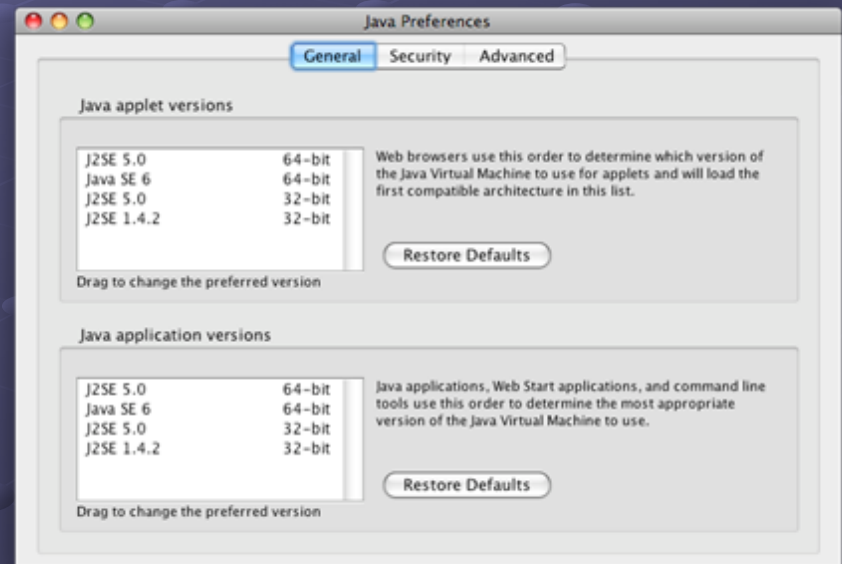 Java Preferences
General Security Advanced
Java applet versions
J2SE 5.0 64-bit
Java SE 6 64-bit
J2SE 5.0 32-bit
J2SE 1.4.2 32-bit
Web browsers use this order to determine which version of
the Java Virtual Machine to use for applets and will load the
first compatible architecture in this list.
Restore Defaults
Drag to change the preferred version
Java application versions
J2SE 5.0 64-bit
Java SE 6 64-bit
J2SE 5.0 32-bit
J2SE 1.4.2 32-bit
Java applications, Web Start applications, and command line
tools use this order to determine the most appropriate
version of the Java Virtual Machine to use.
Restore Defaults
Drag to change the preferred version